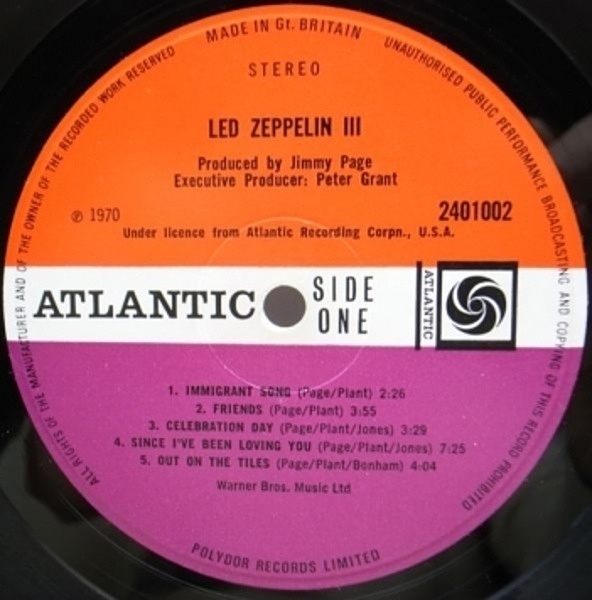 MADE IN Gt. BRITAIN
UNAUTHORISED PUBLIC PERFORMANCE BROADCASTING AND COPYING OF THIS RECORD PROHIBITED
ALL RIGHTS OF THE MANUFACTURER AND OF THE OWNER OF THE RECORDED WORK RESERVED
STEREO
LED ZEPPELIN III
Produced by Jimmy Page
Executive Producer: Peter Grant
℗ 1970
2401002
Under licence from Atlantic Recording Corpn., U.S.A.
ATLANTIC
SIDE
ONE
ATLANTIC
1. IMMIGRANT SONG (Page/Plant) 2:26
2. FRIENDS (Page/Plant) 3:55
3. CELEBRATION DAY (Page/Plant/Jones) 3:29
4. SINCE I'VE BEEN LOVING YOU (Page/Plant/Jones) 7:25
5. OUT ON THE TILES (Page/Plant/Bonham) 4:04
Warner Bros. Music Ltd
POLYDOR RECORDS LIMITED